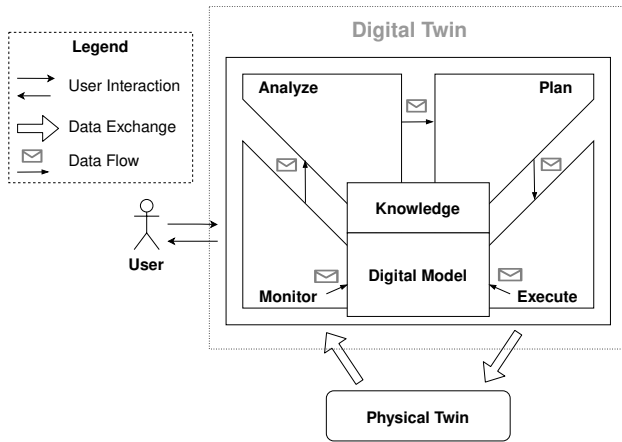 Digital Twin
Legend
User Interaction
Data Exchange
Data Flow
Analyze
Plan
Knowledge
Digital Model
Monitor
Execute
User
Physical Twin